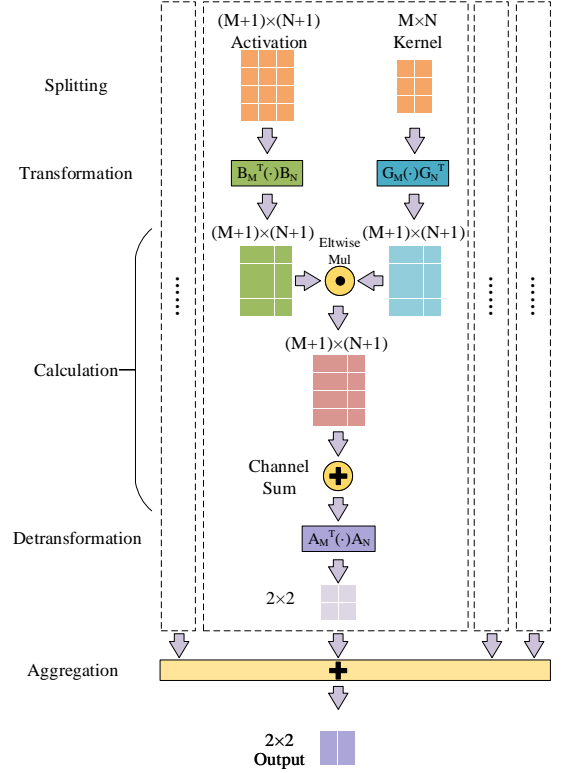 (M+1)×(N+1)
Activation
M×N
Kernel
Splitting
Transformation
B_M^T(·)B_N
G_M(·)G_N^T
(M+1)×(N+1)
Eltwise
Mul
(M+1)×(N+1)
(M+1)×(N+1)
Calculation
Channel
Sum
Detransformation
A_M^T(·)A_N
2×2
Aggregation
2×2
Output